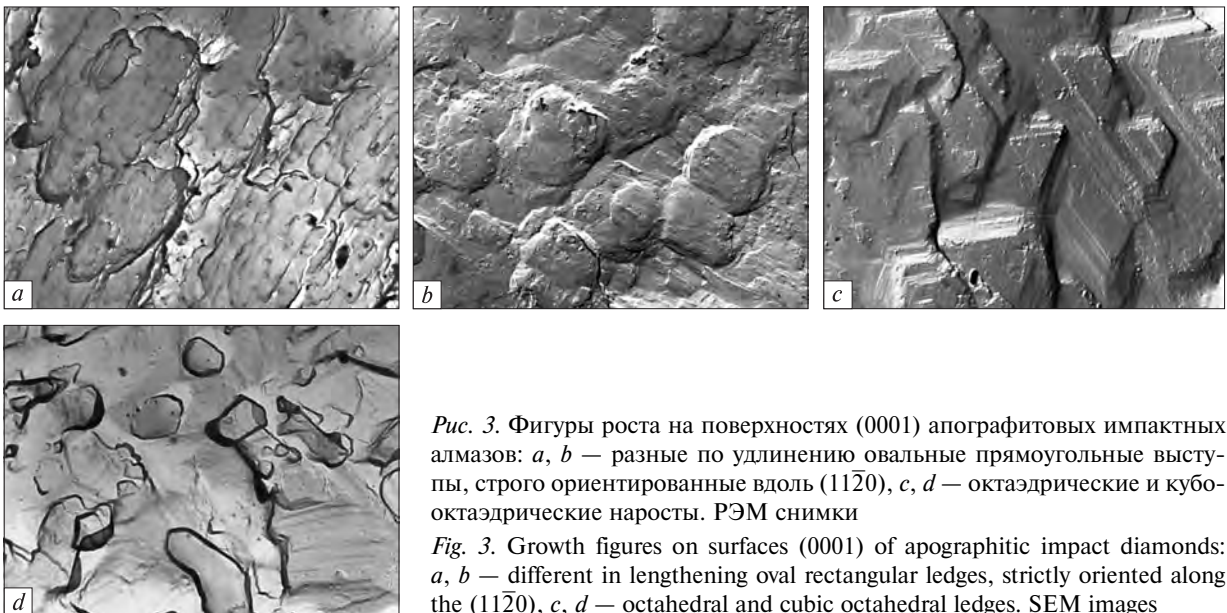 a
b
c
d
Рис. 3. Фигуры роста на поверхностях (0001) апографитовых импактных
алмазов: a, b — разные по удлинению овальные прямоугольные высту-
пы, строго ориентированные вдоль (112̅0), c, d — октаэдрические и кубо-
октаэдрические наросты. РЭМ снимки
Fig. 3. Growth figures on surfaces (0001) of apographitic impact diamonds:
a, b — different in lengthening oval rectangular ledges, strictly oriented along
the (112̅0), c, d — octahedral and cubic octahedral ledges. SEM images